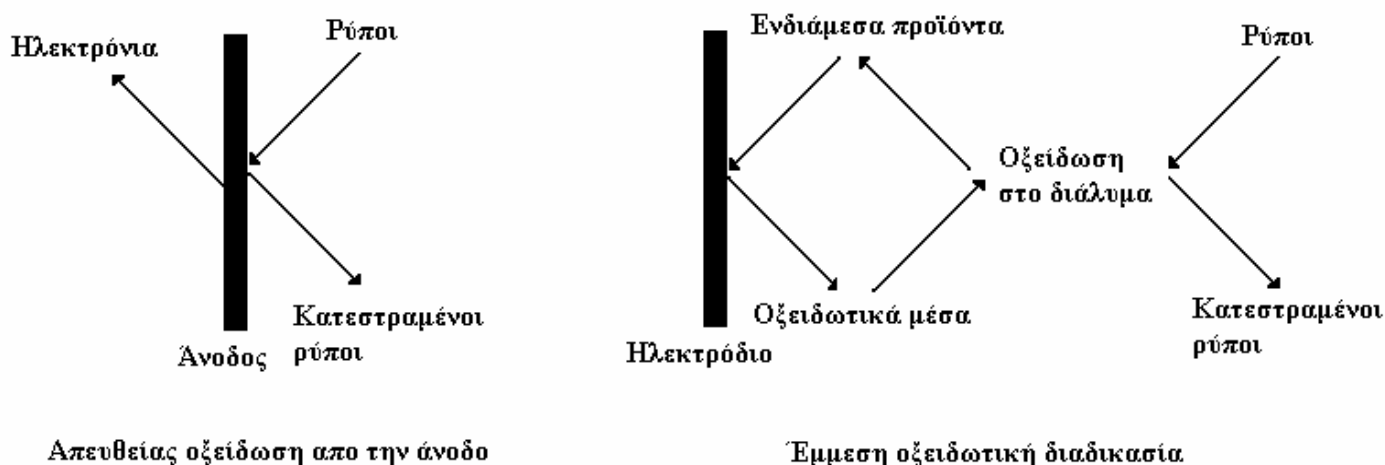 Ηλεκτρόνια
Ρύποι
Κατεστραμένοι
ρύποι
Άνοδος
Απευθείας οξείδωση απο την άνοδο
Ενδιάμεσα προϊόντα
Ρύποι
Οξείδωση
στο διάλυμα
Οξειδωτικά μέσα
Κατεστραμένοι
ρύποι
Ηλεκτρόδιο
Έμμεση οξειδωτική διαδικασία